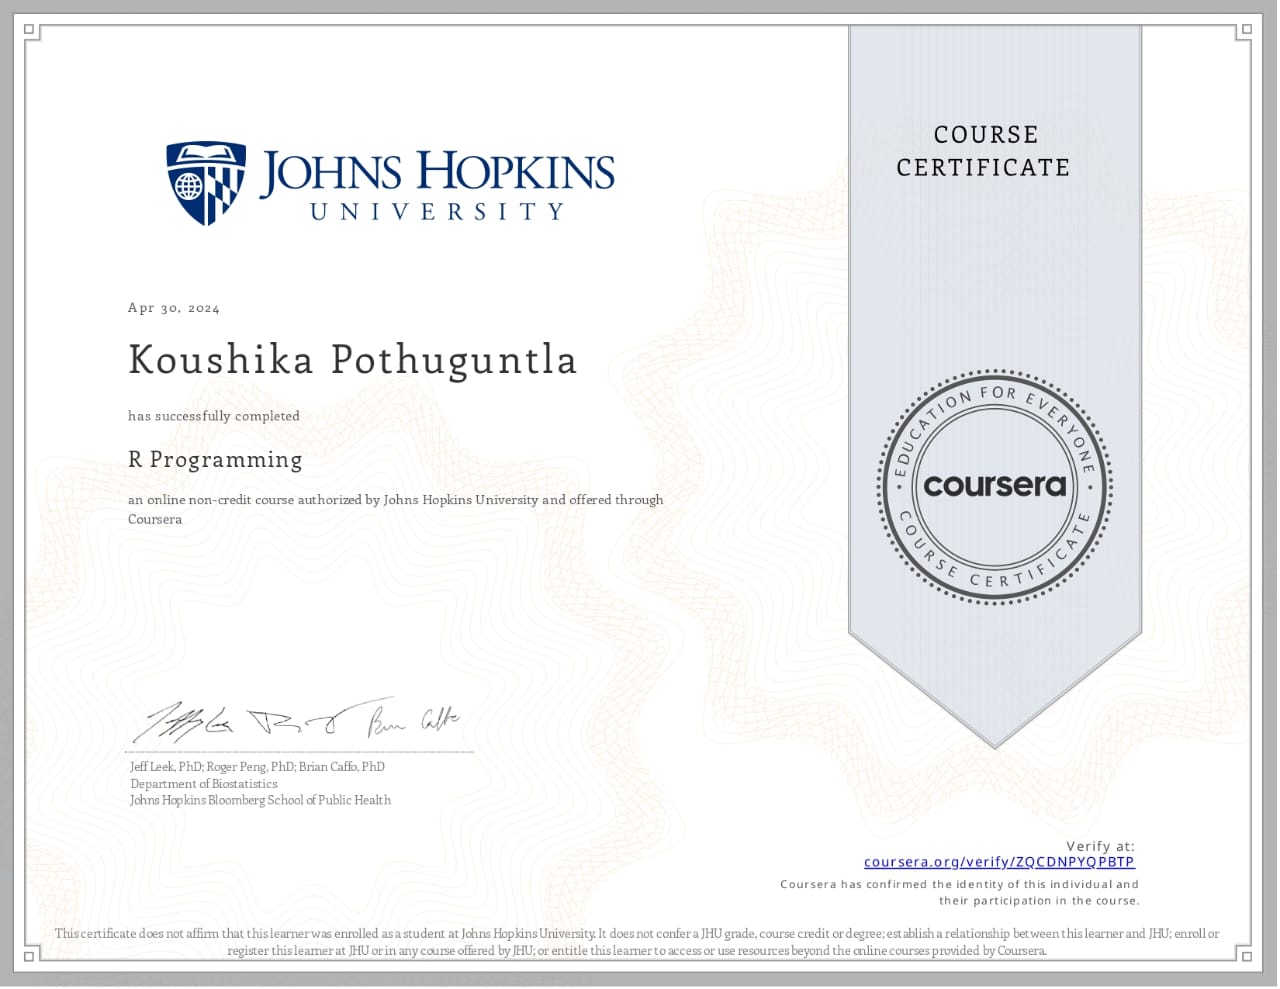 JOHNS HOPKINS
UNIVERSITY
COURSE
CERTIFICATE
Apr 30, 2024
Koushika Pothuguntla
has successfully completed
R Programming
an online non-credit course authorized by Johns Hopkins University and offered through
Coursera
EDUCATION FOR EVERYONE
coursera
COURSE CERTIFICATE
Jeff Leek, PhD; Roger Peng, PhD; Brian Caffo, PhD
Department of Biostatistics
Johns Hopkins Bloomberg School of Public Health
Verify at:
coursera.org/verify/ZQCDNPYQPBTP
Coursera has confirmed the identity of this individual and
their participation in the course.
This certificate does not affirm that this learner was enrolled as a student at Johns Hopkins University. It does not confer a JHU grade, course credit or degree; establish a relationship between this learner and JHU; enroll or
register this learner at JHU or in any course offered by JHU; or entitle this learner to access or use resources beyond the online courses provided by Coursera.